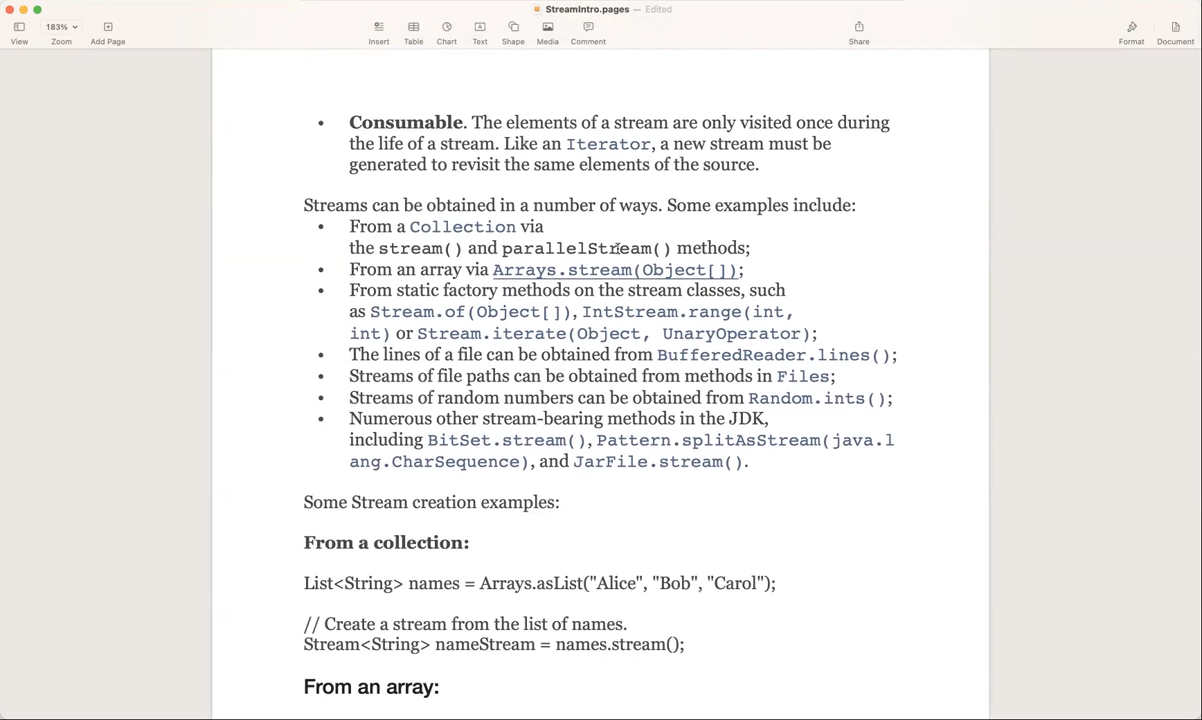 StreamIntro.pages — Edited
183%
View Zoom Add Page Insert Table Chart Text Shape Media Comment Share Format Document
• Consumable. The elements of a stream are only visited once during
the life of a stream. Like an Iterator, a new stream must be
generated to revisit the same elements of the source.
Streams can be obtained in a number of ways. Some examples include:
• From a Collection via
the stream() and parallelStream() methods;
• From an array via Arrays.stream(Object[]);
• From static factory methods on the stream classes, such
as Stream.of(Object[]), IntStream.range(int,
int) or Stream.iterate(Object, UnaryOperator);
• The lines of a file can be obtained from BufferedReader.lines();
• Streams of file paths can be obtained from methods in Files;
• Streams of random numbers can be obtained from Random.ints();
• Numerous other stream-bearing methods in the JDK,
including BitSet.stream(), Pattern.splitAsStream(java.l
ang.CharSequence), and JarFile.stream().
Some Stream creation examples:
From a collection:
List<String> names = Arrays.asList("Alice", "Bob", "Carol");
// Create a stream from the list of names.
Stream<String> nameStream = names.stream();
From an array: